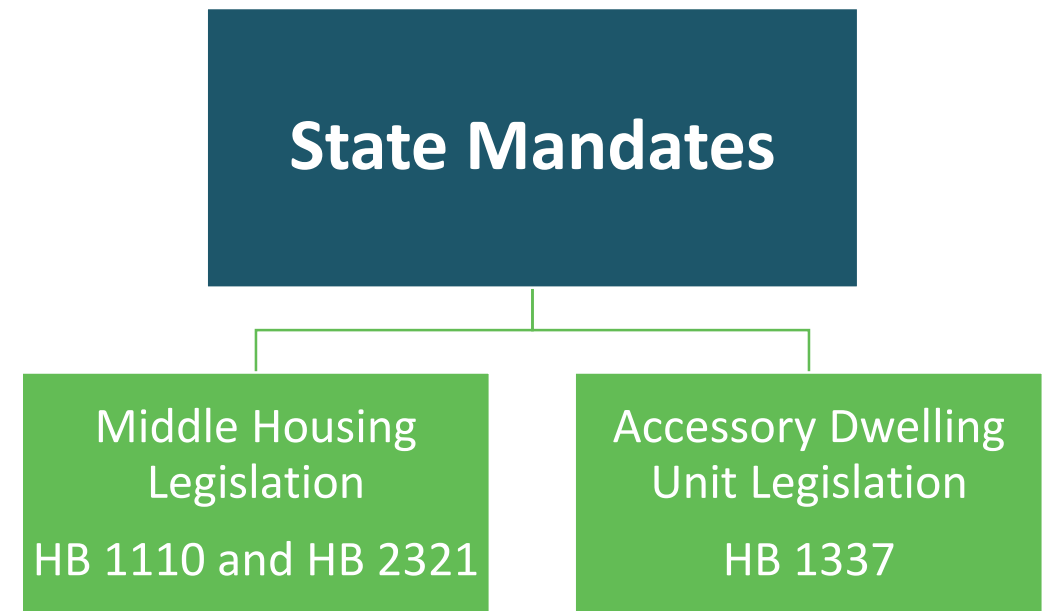 State Mandates
Middle Housing
Legislation
HB 1110 and HB 2321
Accessory Dwelling
Unit Legislation
HB 1337